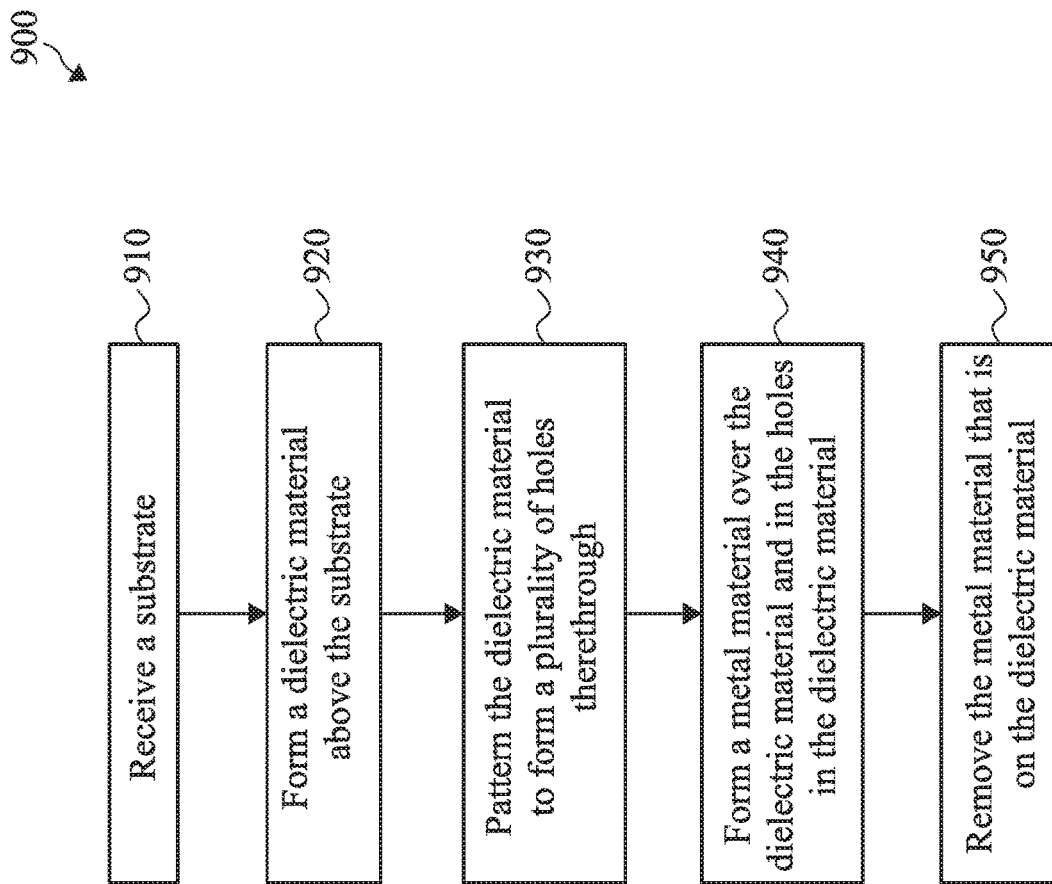 900
Receive a substrate
910
Form a dielectric material
above the substrate
920
Pattern the dielectric material
to form a plurality of holes
therethrough
930
Form a metal material over the
dielectric material and in the holes
in the dielectric material
940
Remove the metal material that is
on the dielectric material
950